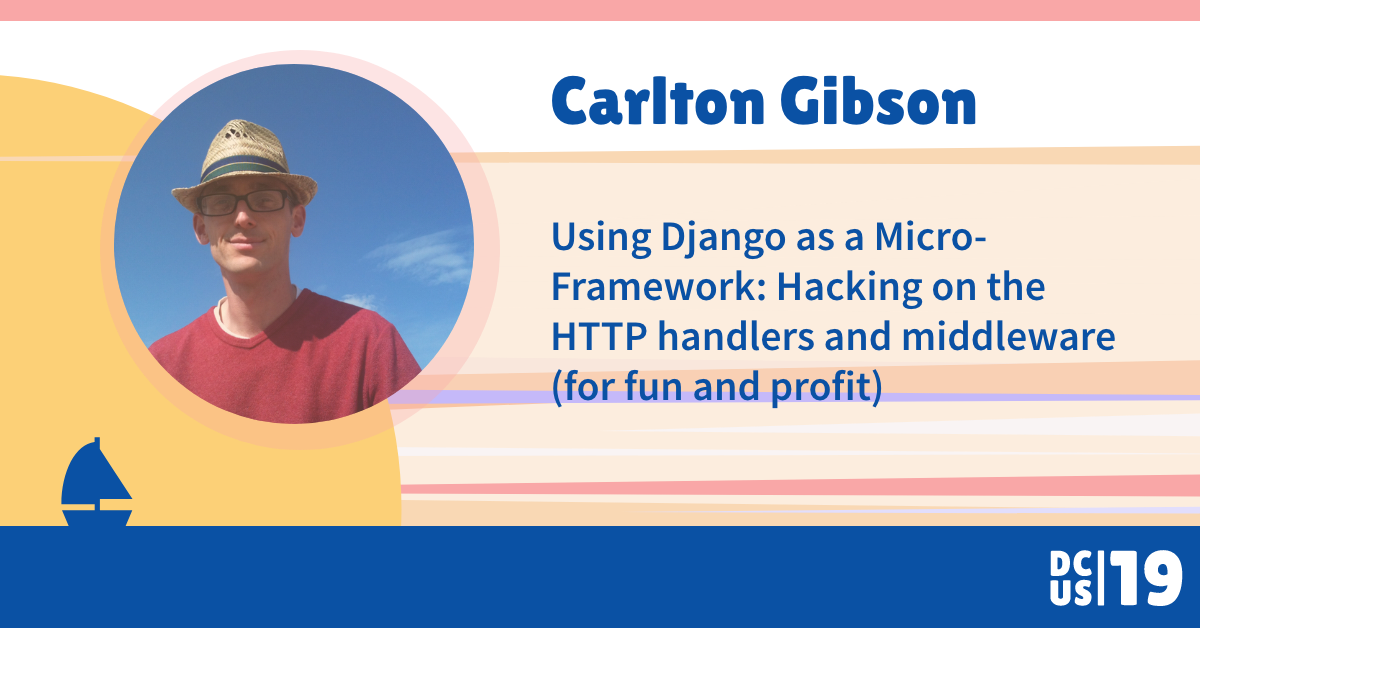 Carlton Gibson
Using Django as a Micro-
Framework: Hacking on the
HTTP handlers and middleware
(for fun and profit)
DC
US
19